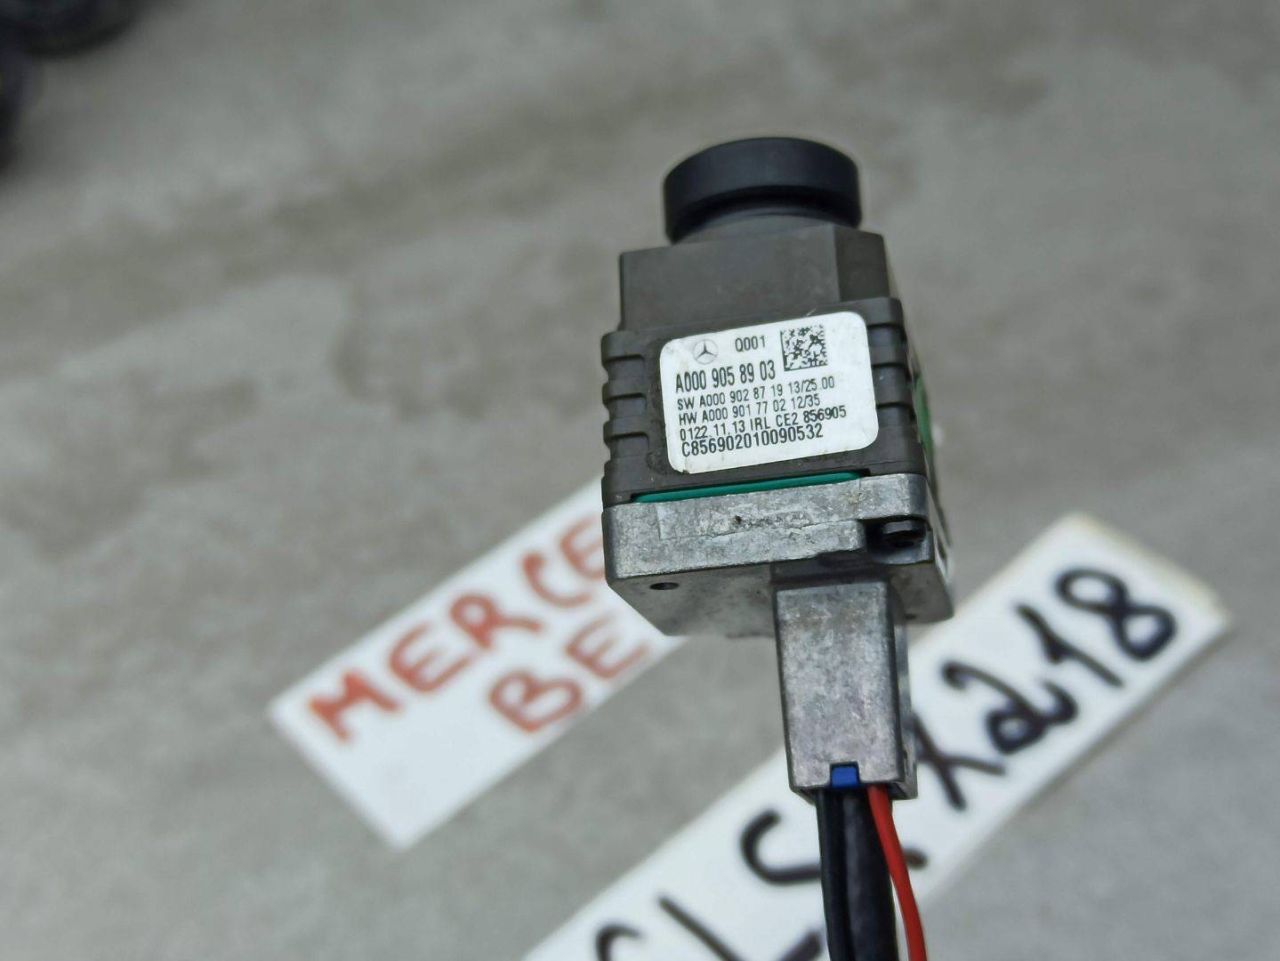 Q001
A000 905 89 03
SW A000 902 87 19 13/25 00
HW A000 901 77 02 12/35
0122 11.13 IRL CE2 856905
C856902010090532
MERCE
BE
CLS X218